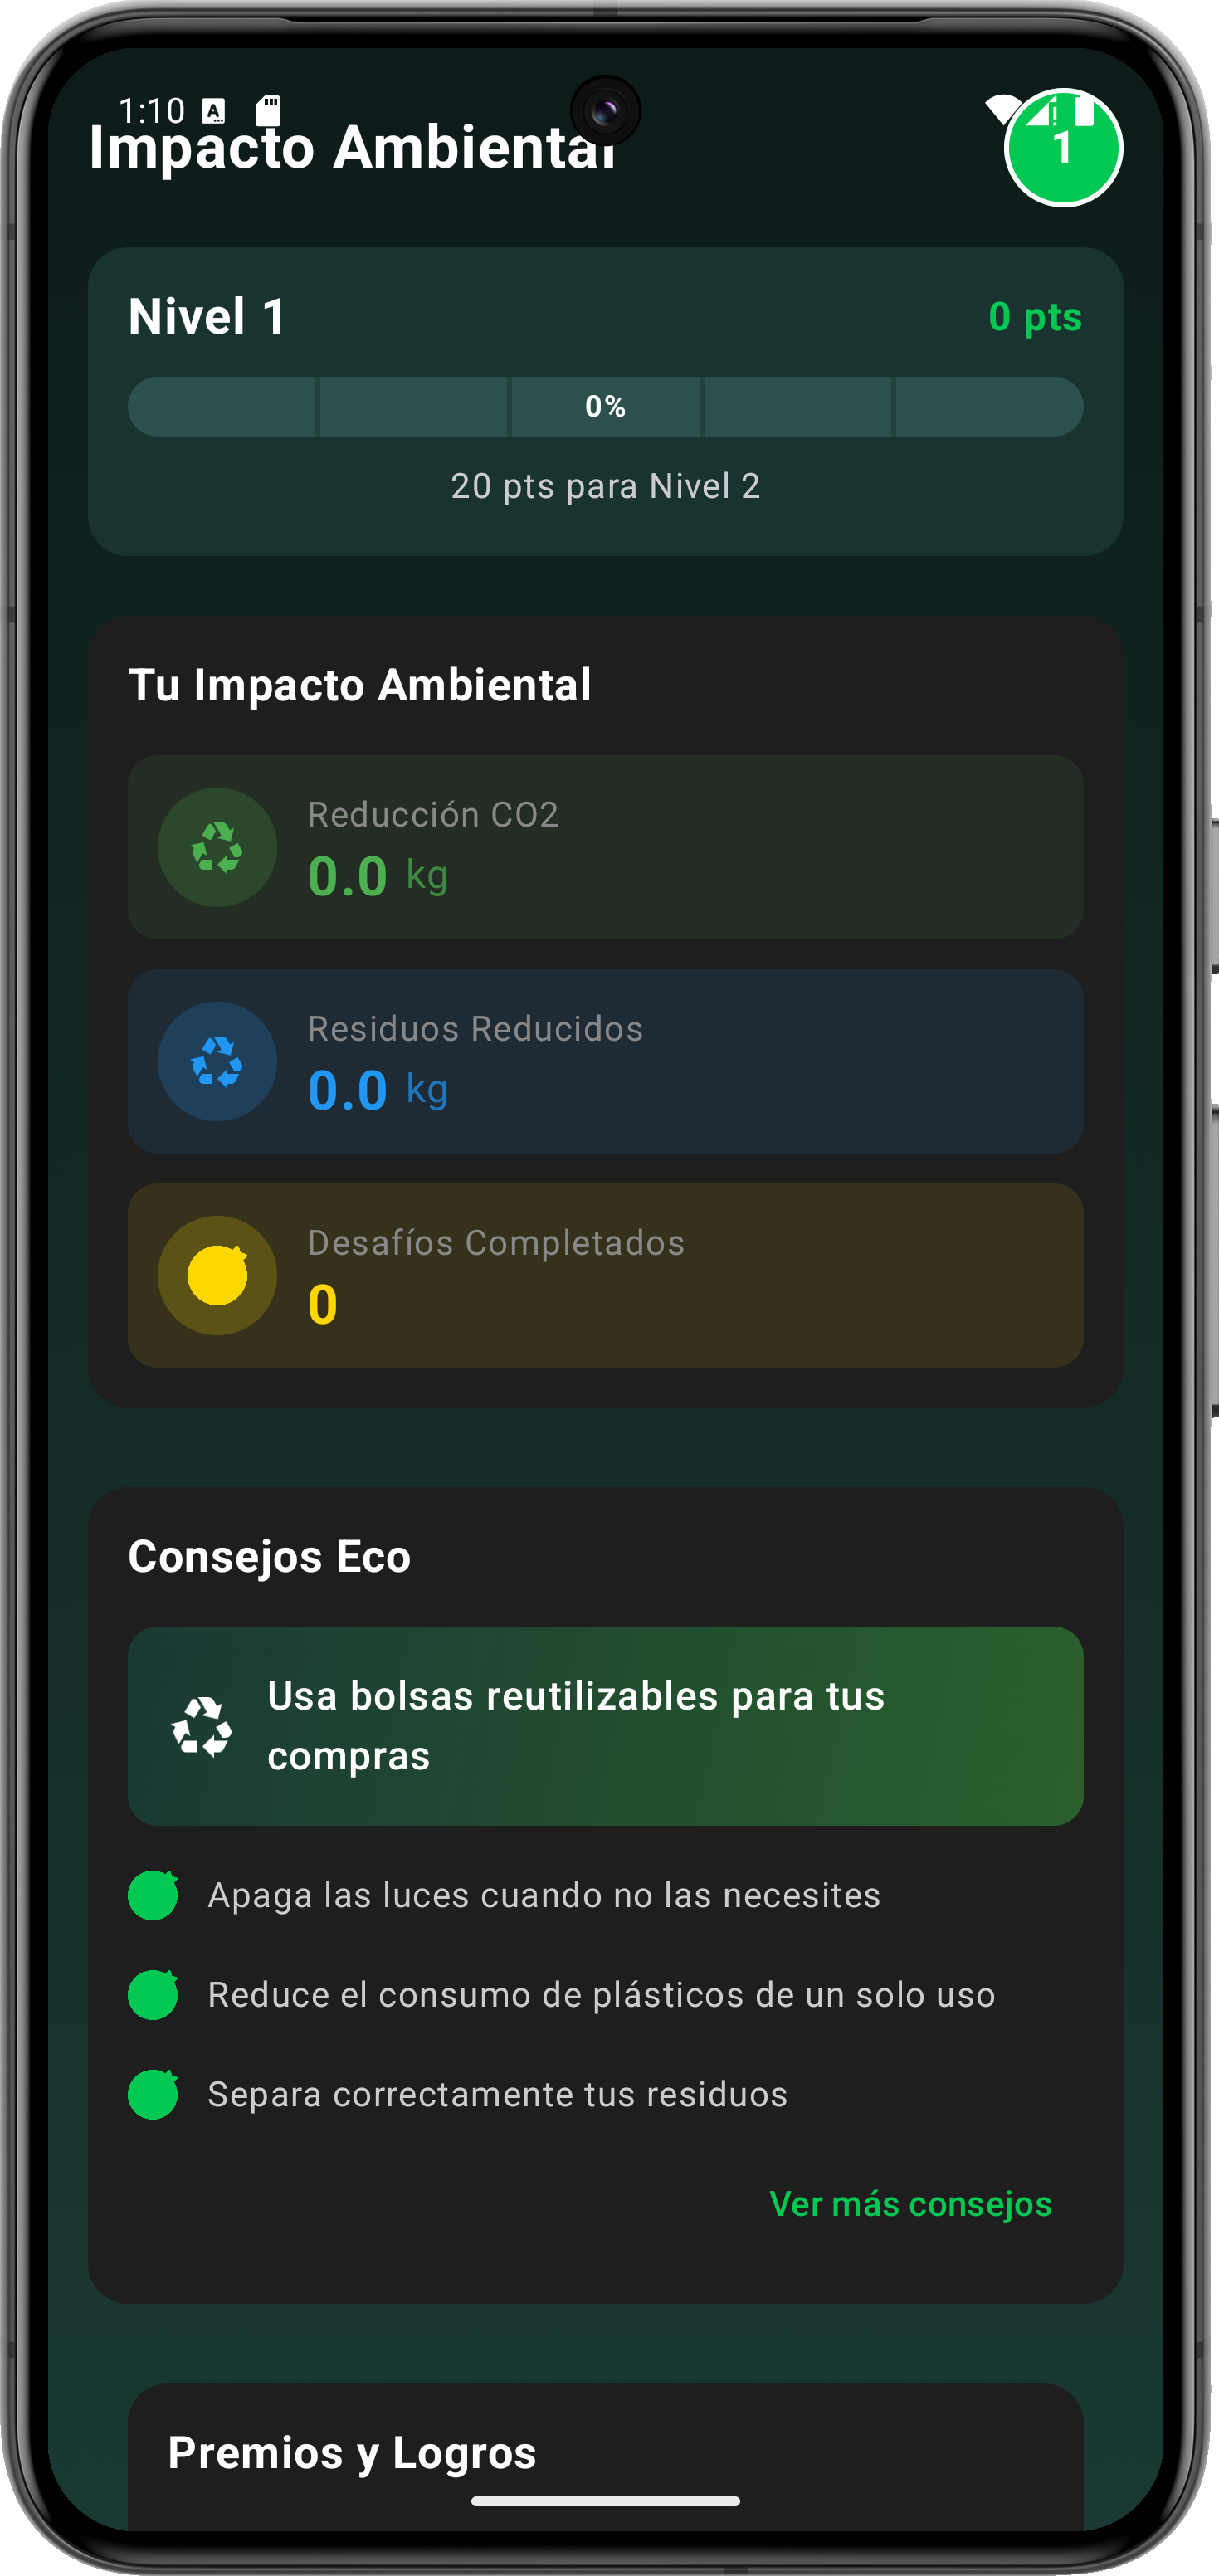 1:10
Impacto Ambiental
1
Nivel 1
0 pts
0%
20 pts para Nivel 2
Tu Impacto Ambiental
Reducción CO2
0.0 kg
Residuos Reducidos
0.0 kg
Desafíos Completados
0
Consejos Eco
Usa bolsas reutilizables para tus
compras
Apaga las luces cuando no las necesites
Reduce el consumo de plásticos de un solo uso
Separa correctamente tus residuos
Ver más consejos
Premios y Logros